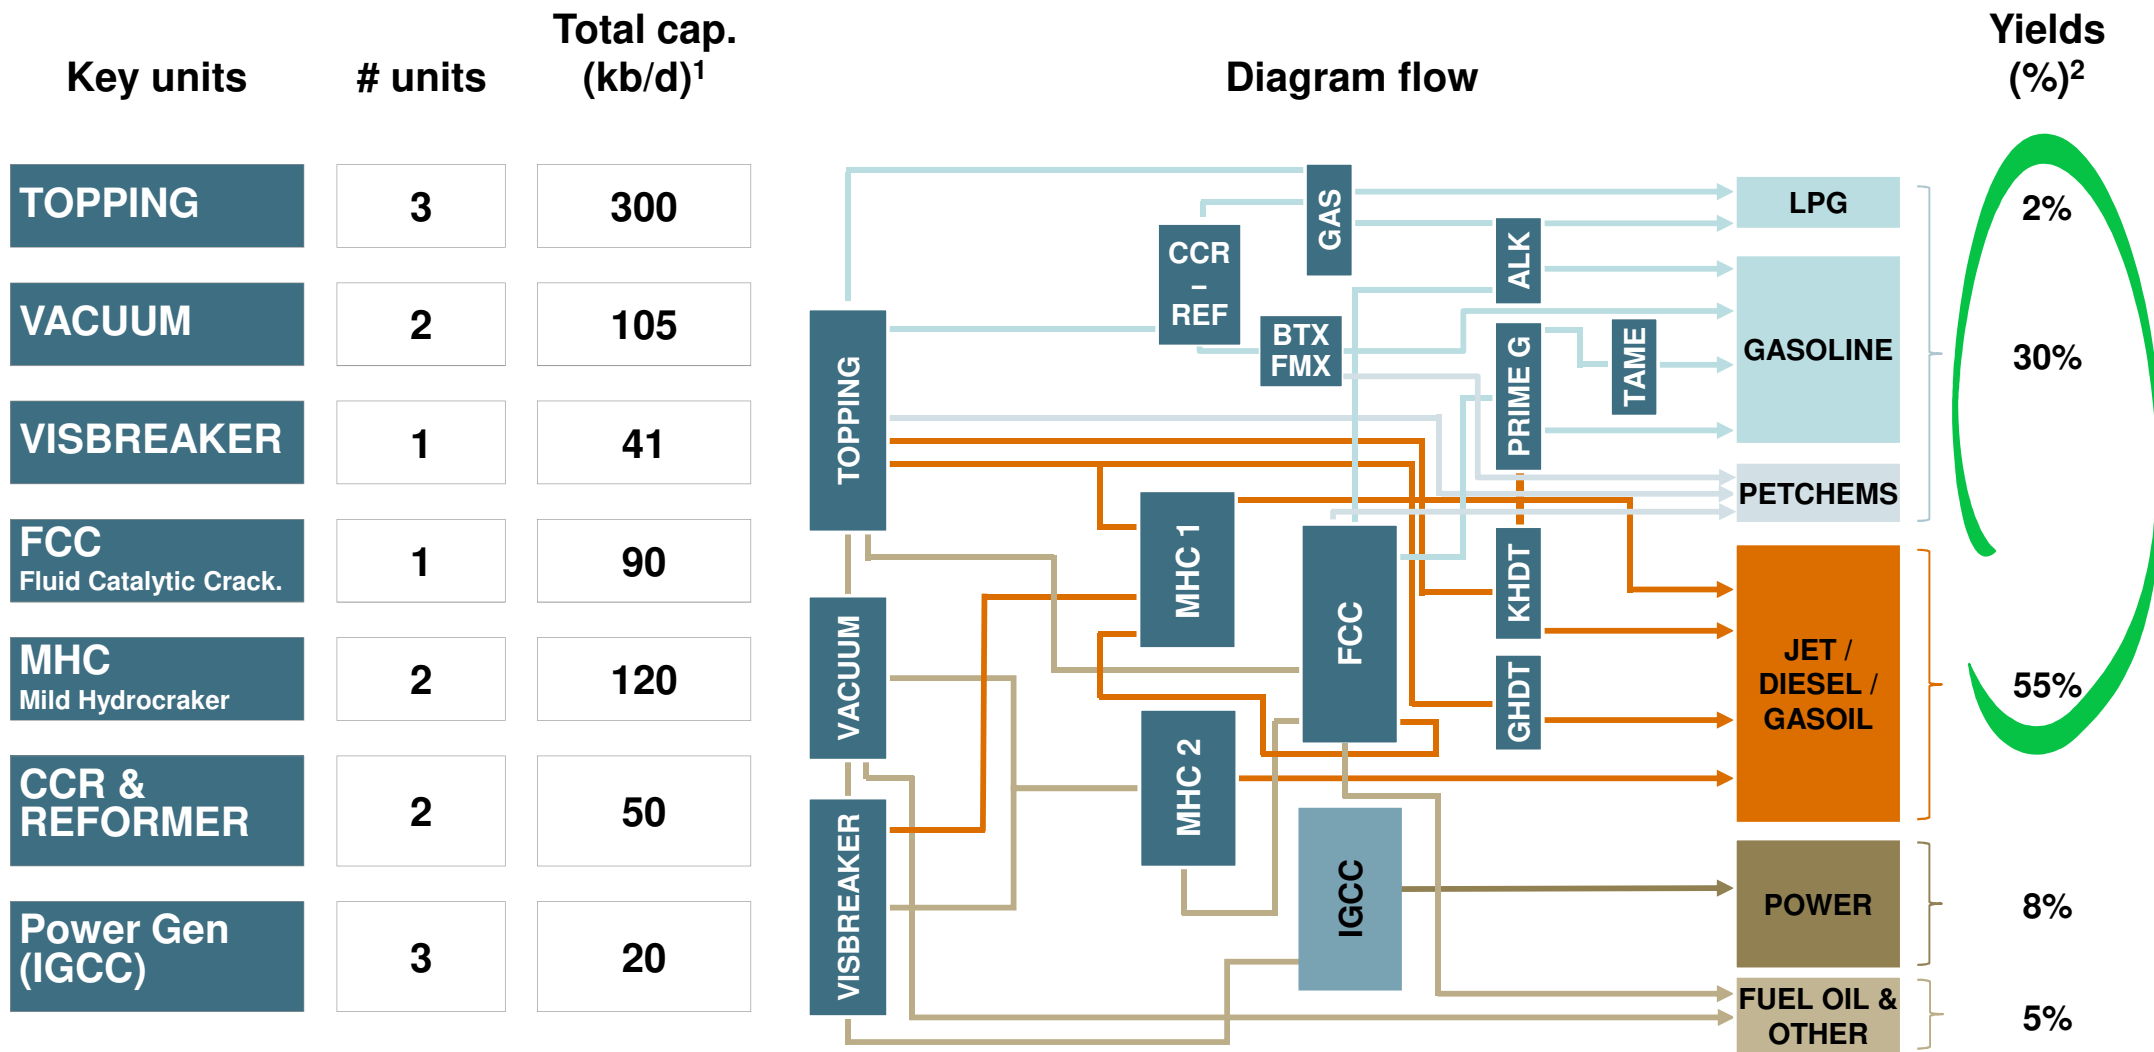 Key units
# units
Total cap.
(kb/d)1
Diagram flow
Yields
(%)2
TOPPING
3
300
VACUUM
2
105
VISBREAKER
1
41
FCC
Fluid Catalytic Crack.
1
90
MHC
Mild Hydrocraker
2
120
CCR &
REFORMER
2
50
Power Gen
(IGCC)
3
20
TOPPING
VACUUM
VISBREAKER
CCR
–
REF
BTX
FMX
GAS
ALK
PRIME G
TAME
MHC 1
MHC 2
FCC
KHDT
GHDT
IGCC
LPG
GASOLINE
PETCHEMS
JET /
DIESEL /
GASOIL
POWER
FUEL OIL &
OTHER
2%
30%
55%
8%
5%